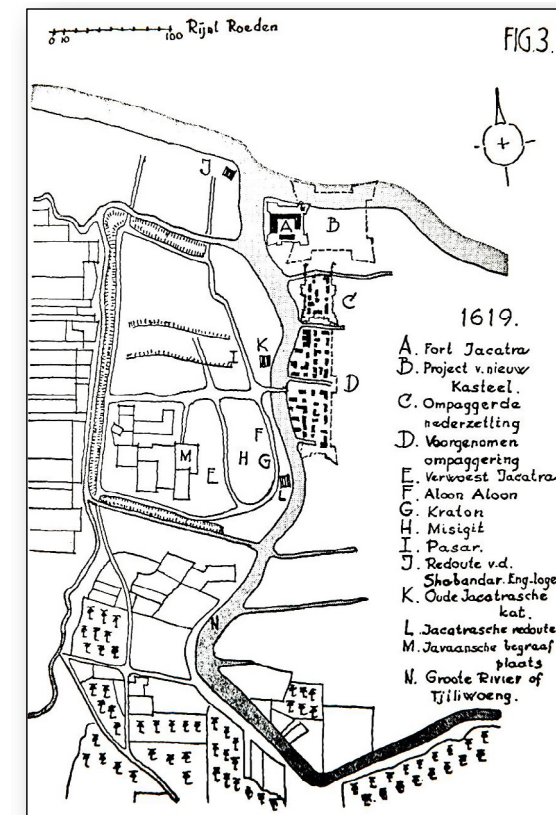 0 10 100 Rijnl Roeden
FIG.3.
J
A
B
C
K
I
D
F
M
E
H
G
L
N
1619.
A. Fort Jacatra
B. Project v. nieuw
Kasteel.
C. Ompaggerde
nederzetting
D. Voorgenomen
ompaggering
E. Verwoest Jacatra
F. Aloon Aloon
G. Kraton
H. Misigit
I. Pasar.
J. Redoute v.d.
Shabandar. Eng. loge
K. Oude Jacatrasche
kat.
L. Jacatrasche redoute
M. Javaansche begraaf
plaats
N. Groote Rivier of
Tjiliwoeng.